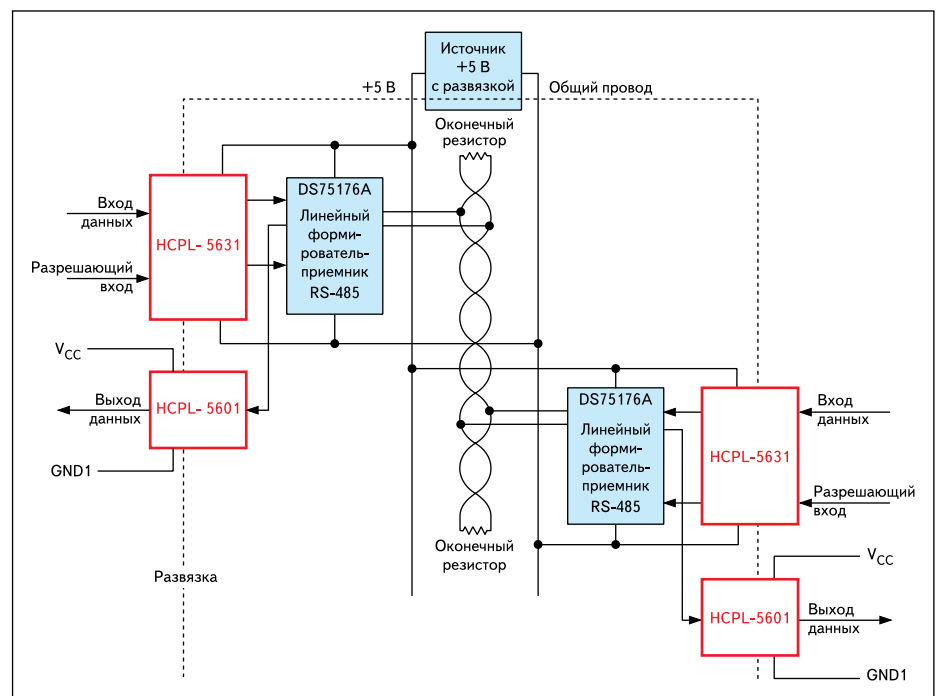 Источник
+5 В
с развязкой
+5 В
Общий провод
Оконечный
резистор
DS75176A
Линейный
форми-
рователь-
приемник
RS-485
Вход
данных
HCPL- 5631
Разрешающий
вход
VCC
Выход
данных
HCPL- 5601
GND1
DS75176A
Линейный
форми-
рователь-
приемник
RS-485
HCPL-5631
Вход
данных
Разрешающий
вход
Оконечный
резистор
Развязка
VCC
HCPL-5601
Выход
данных
GND1